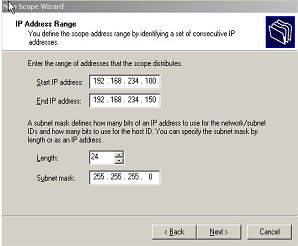 New Scope Wizard
IP Address Range
You define the scope address range by identifying a set of consecutive IP
addresses.
Enter the range of addresses that the scope distributes.
Start IP address: 192 . 168 . 234 . 100
End IP address: 192 . 168 . 234 . 150
A subnet mask defines how many bits of an IP address to use for the network/subnet
IDs and how many bits to use for the host ID. You can specify the subnet mask by
length or as an IP address.
Length: 24
Subnet mask: 255 . 255 . 255 . 0
< Back Next > Cancel